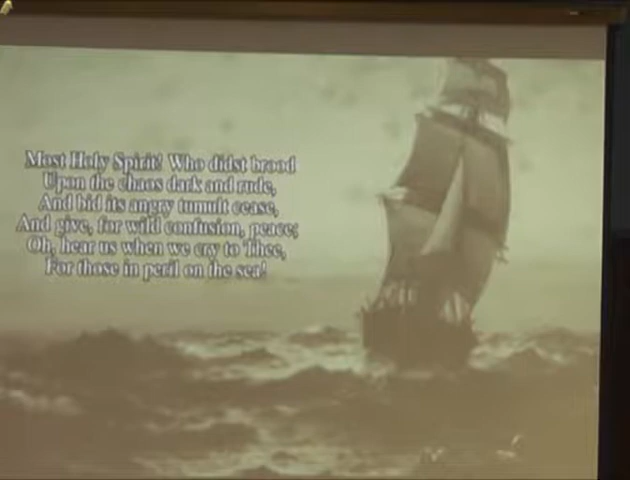 Most Holy Spirit! Who didst brood
Upon the chaos dark and rude,
And bid its angry tumult cease,
And give, for wild confusion, peace;
Oh, hear us when we cry to Thee,
For those in peril on the sea!